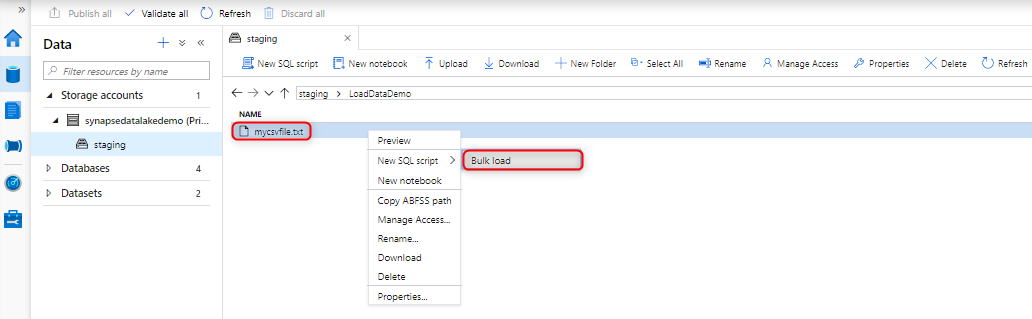 » Publish all Validate all Refresh Discard all
Data + »  «
staging ×
Filter resources by name
New SQL script New notebook Upload Download New Folder Select All Rename Manage Access Properties Delete Refresh
Storage accounts 1
staging > LoadDataDemo
synapsedatalakedemo (Pri...
NAME
staging
mycsvfile.txt
Databases 4
Datasets 2
Preview
New SQL script > Bulk load
New notebook
Copy ABFSS path
Manage Access...
Rename...
Download
Delete
Properties...